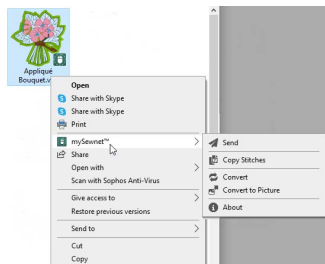 Appliqué
Bouquet.v
Open
Share with Skype
Share with Skype
Print
mySewnet™
Share
Open with
Scan with Sophos Anti-Virus
Give access to
Restore previous versions
Send to
Cut
Copy
Send
Copy Stitches
Convert
Convert to Picture
About